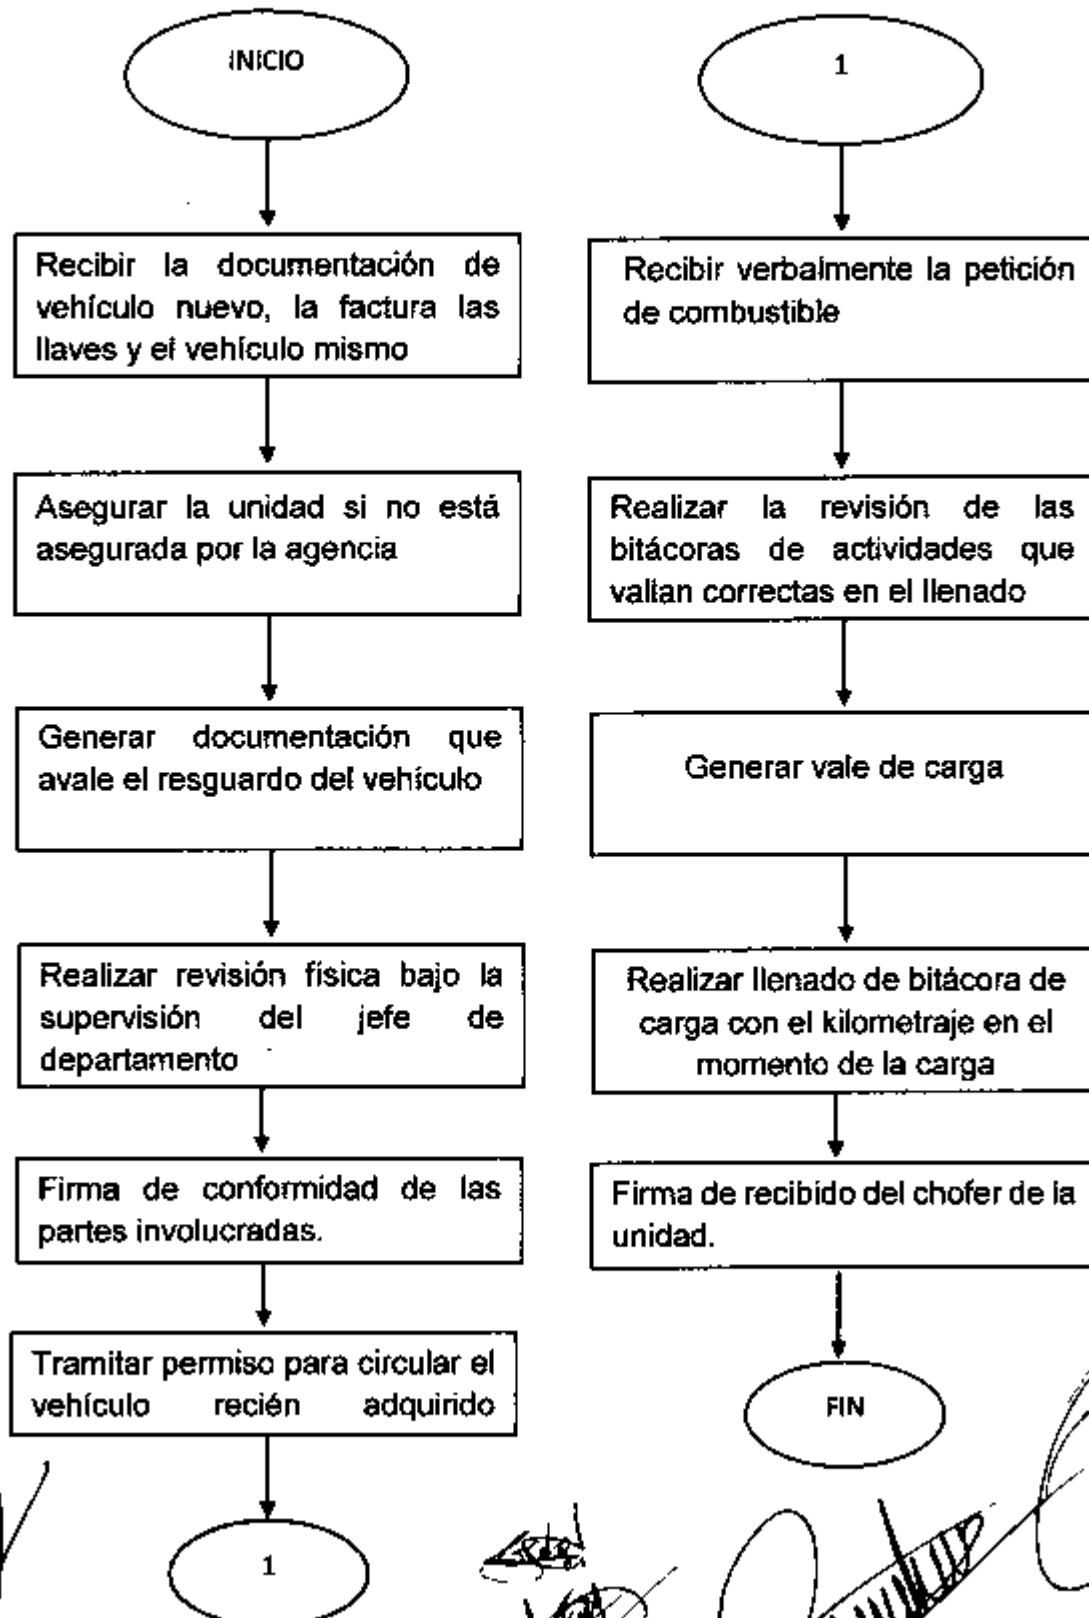 INICIO
Recibir la documentación de
vehículo nuevo, la factura las
llaves y el vehículo mismo
Asegurar la unidad si no está
asegurada por la agencia
Generar documentación que
avale el resguardo del vehículo
Realizar revisión física bajo la
supervisión del jefe de
departamento
Firma de conformidad de las
partes involucradas.
Tramitar permiso para circular el
vehículo recién adquirido
1
1
Recibir verbalmente la petición
de combustible
Realizar la revisión de las
bitácoras de actividades que
valían correctas en el llenado
Generar vale de carga
Realizar llenado de bitácora de
carga con el kilometraje en el
momento de la carga
Firma de recibido del chofer de la
unidad.
FIN